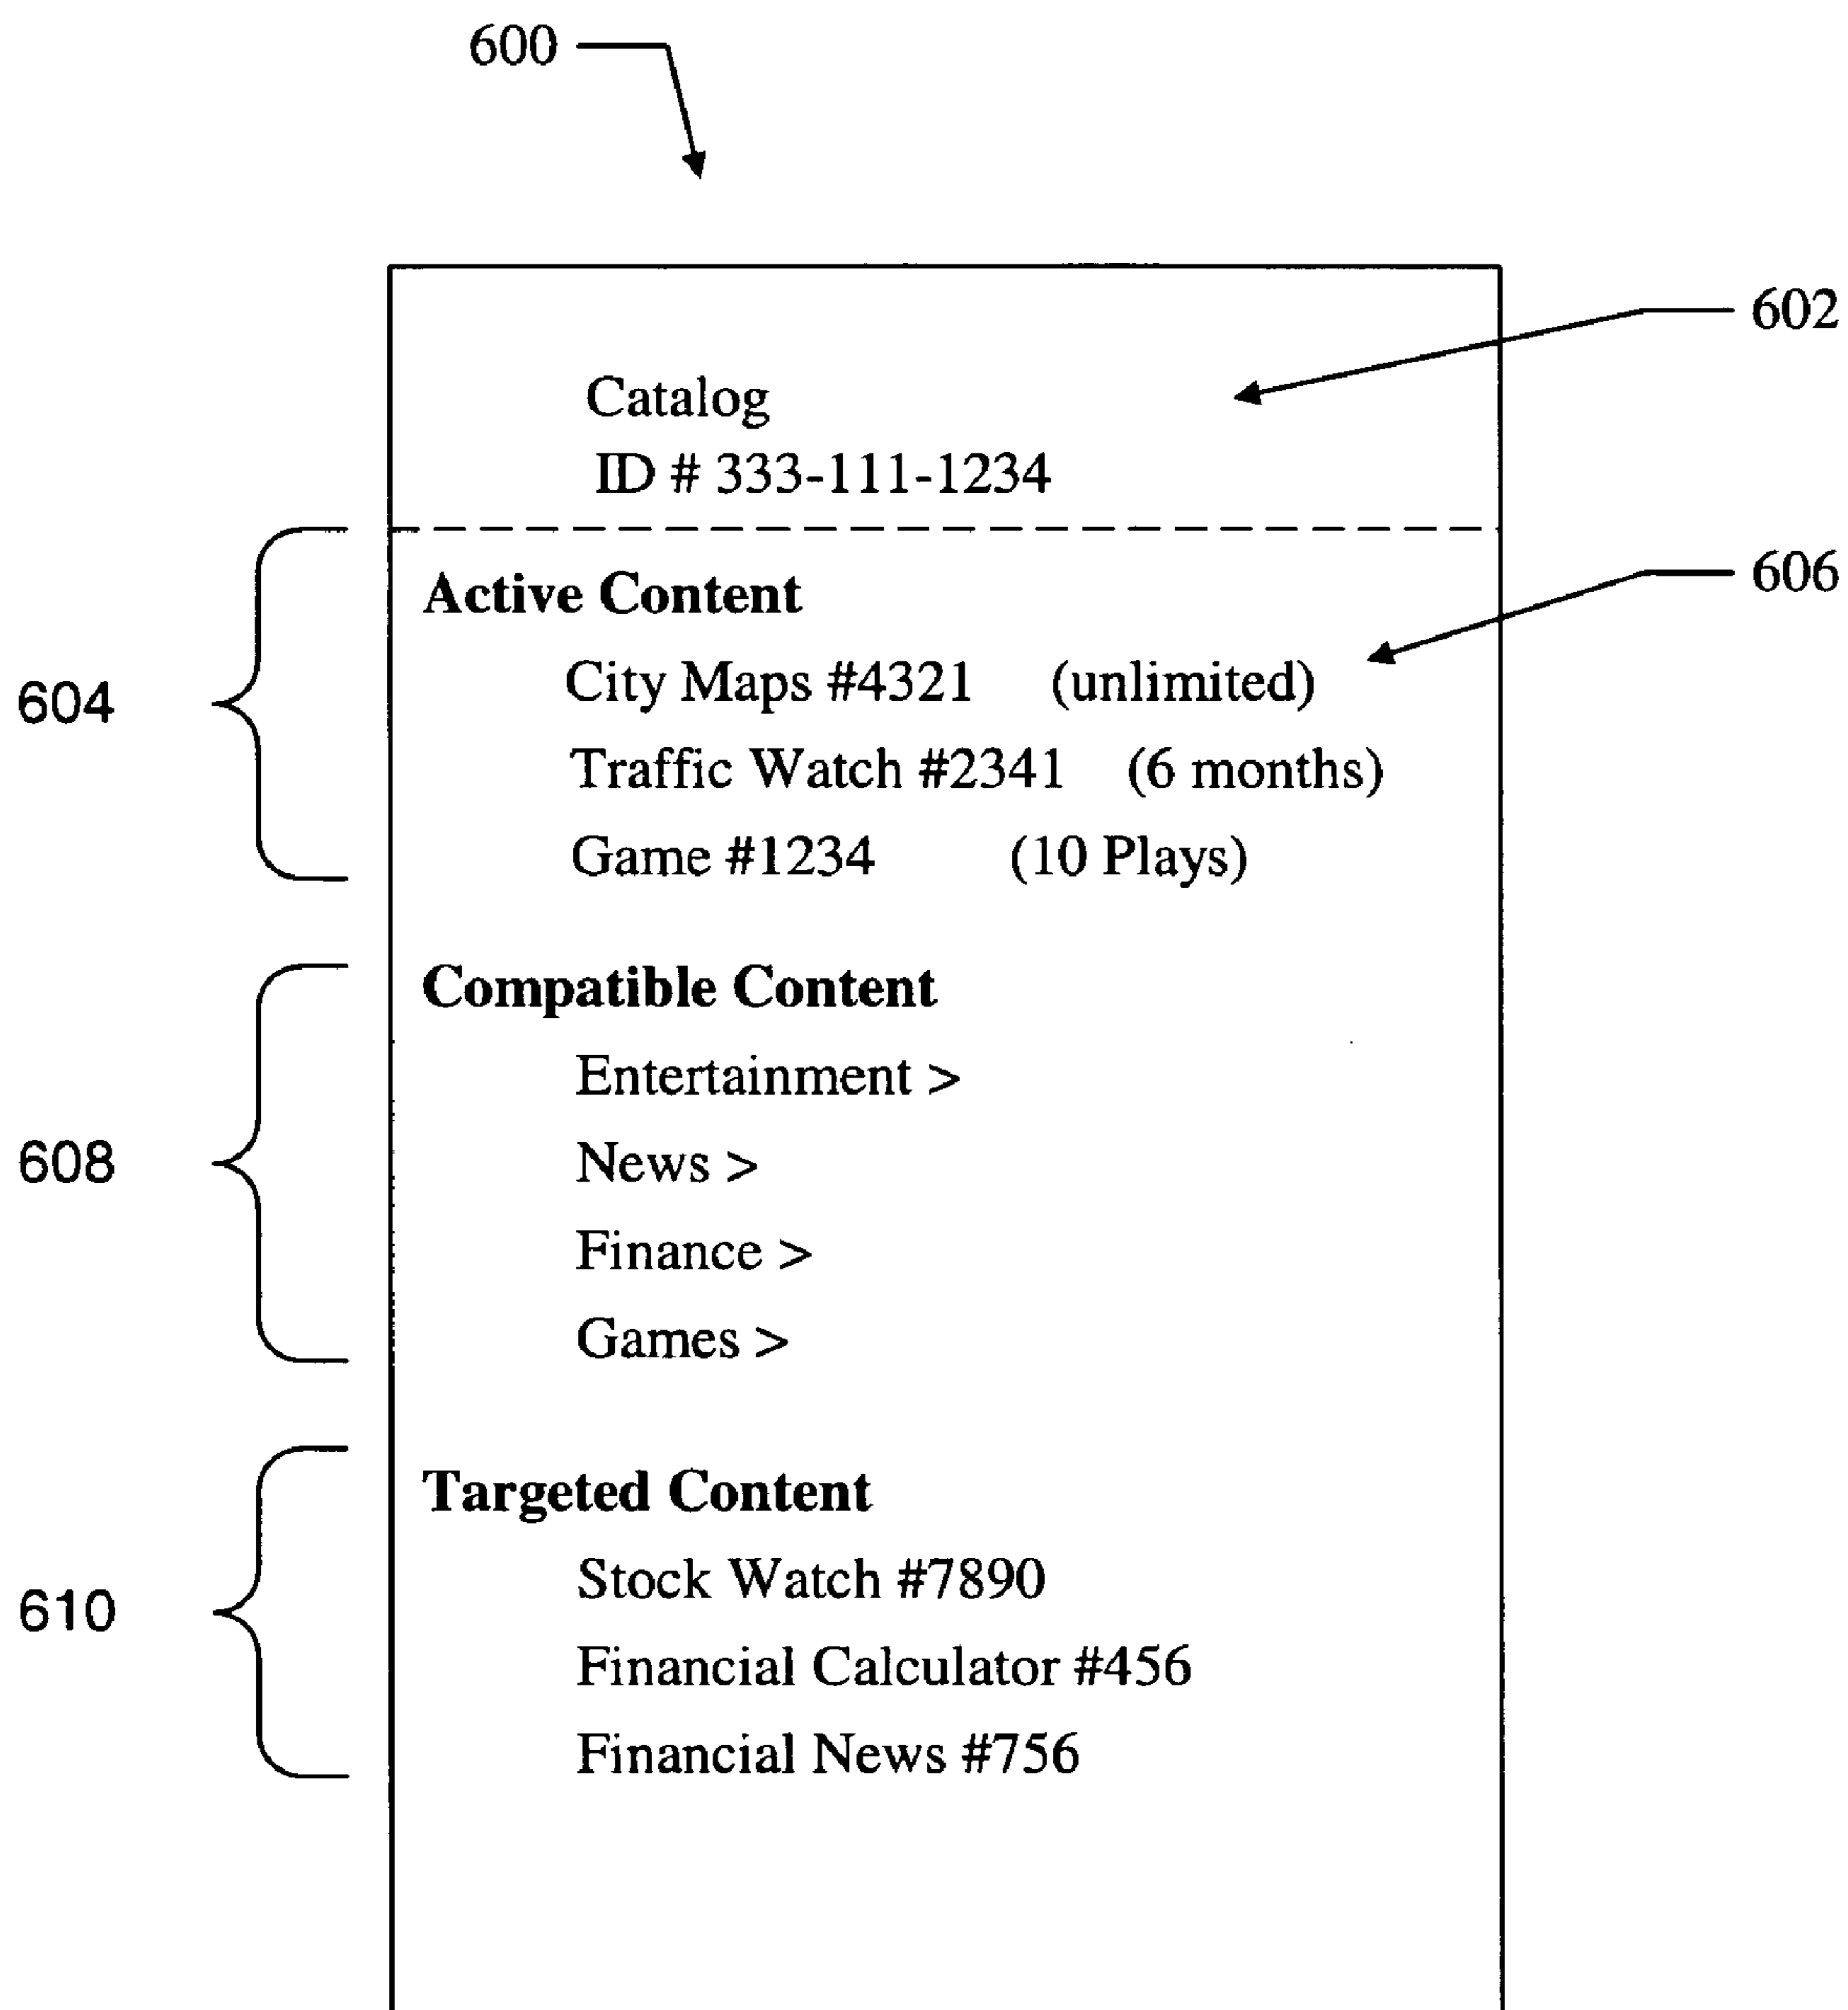 600
602
Catalog
ID # 333-111-1234
Active Content
606
City Maps #4321 (unlimited)
604
Traffic Watch #2341 (6 months)
Game #1234 (10 Plays)
Compatible Content
Entertainment >
608
News >
Finance >
Games >
Targeted Content
Stock Watch #7890
610
Financial Calculator #456
Financial News #756